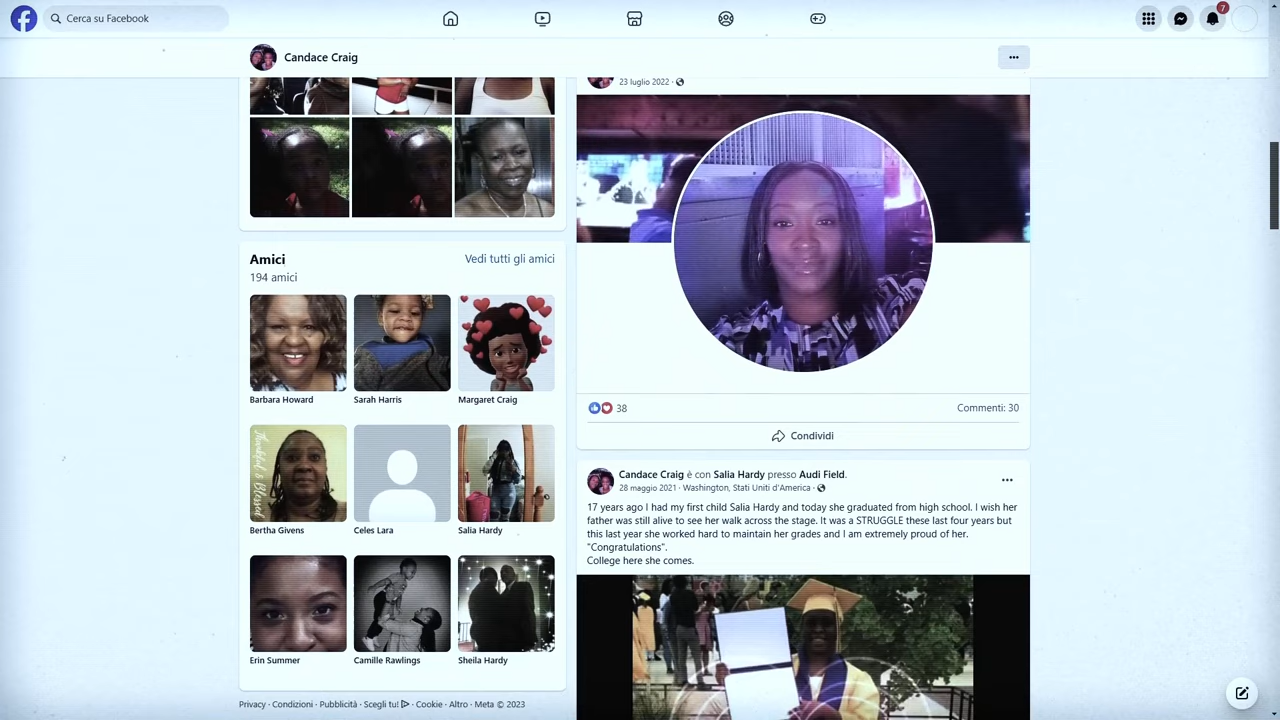 Cerca su Facebook
7
Candace Craig
23 luglio 2022 ·
Amici
Vedi tutti gli amici
194 amici
Barbara Howard
Sarah Harris
Margaret Craig
Thankful & Blessed
Bertha Givens
Celes Lara
Salia Hardy
Erin Summer
Camille Rawlings
Sheila Hardy
Privacy · Condizioni · Pubblicità · Scegli tu! · Cookie · Altro · Meta © 2023
38
Commenti: 30
Condividi
Candace Craig è con Salia Hardy presso Audi Field.
28 maggio 2021 · Washington, Stati Uniti d'America ·
17 years ago I had my first child Salia Hardy and today she graduated from high school. I wish her
father was still alive to see her walk across the stage. It was a STRUGGLE these last four years but
this last year she worked hard to maintain her grades and I am extremely proud of her.
"Congratulations".
College here she comes.